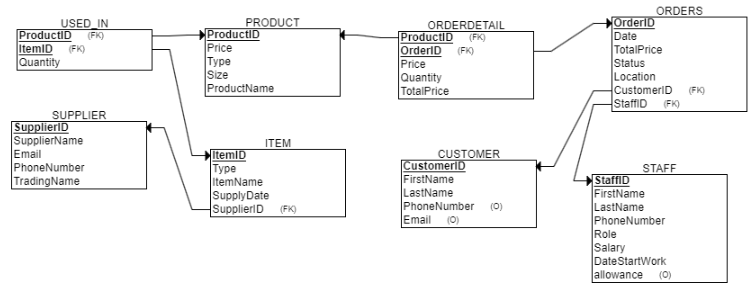 USED_IN
ProductID (FK)
ItemID (FK)
Quantity
PRODUCT
ProductID
Price
Type
Size
ProductName
ORDERDETAIL
ProductID (FK)
OrderID (FK)
Price
Quantity
TotalPrice
ORDERS
OrderID
Date
TotalPrice
Status
Location
CustomerID (FK)
StaffID (FK)
SUPPLIER
SupplierID
SupplierName
Email
PhoneNumber
TradingName
ITEM
ItemID
Type
ItemName
SupplyDate
SupplierID (FK)
CUSTOMER
CustomerID
FirstName
LastName
PhoneNumber (O)
Email (O)
STAFF
StaffID
FirstName
LastName
PhoneNumber
Role
Salary
DateStartWork
allowance (O)